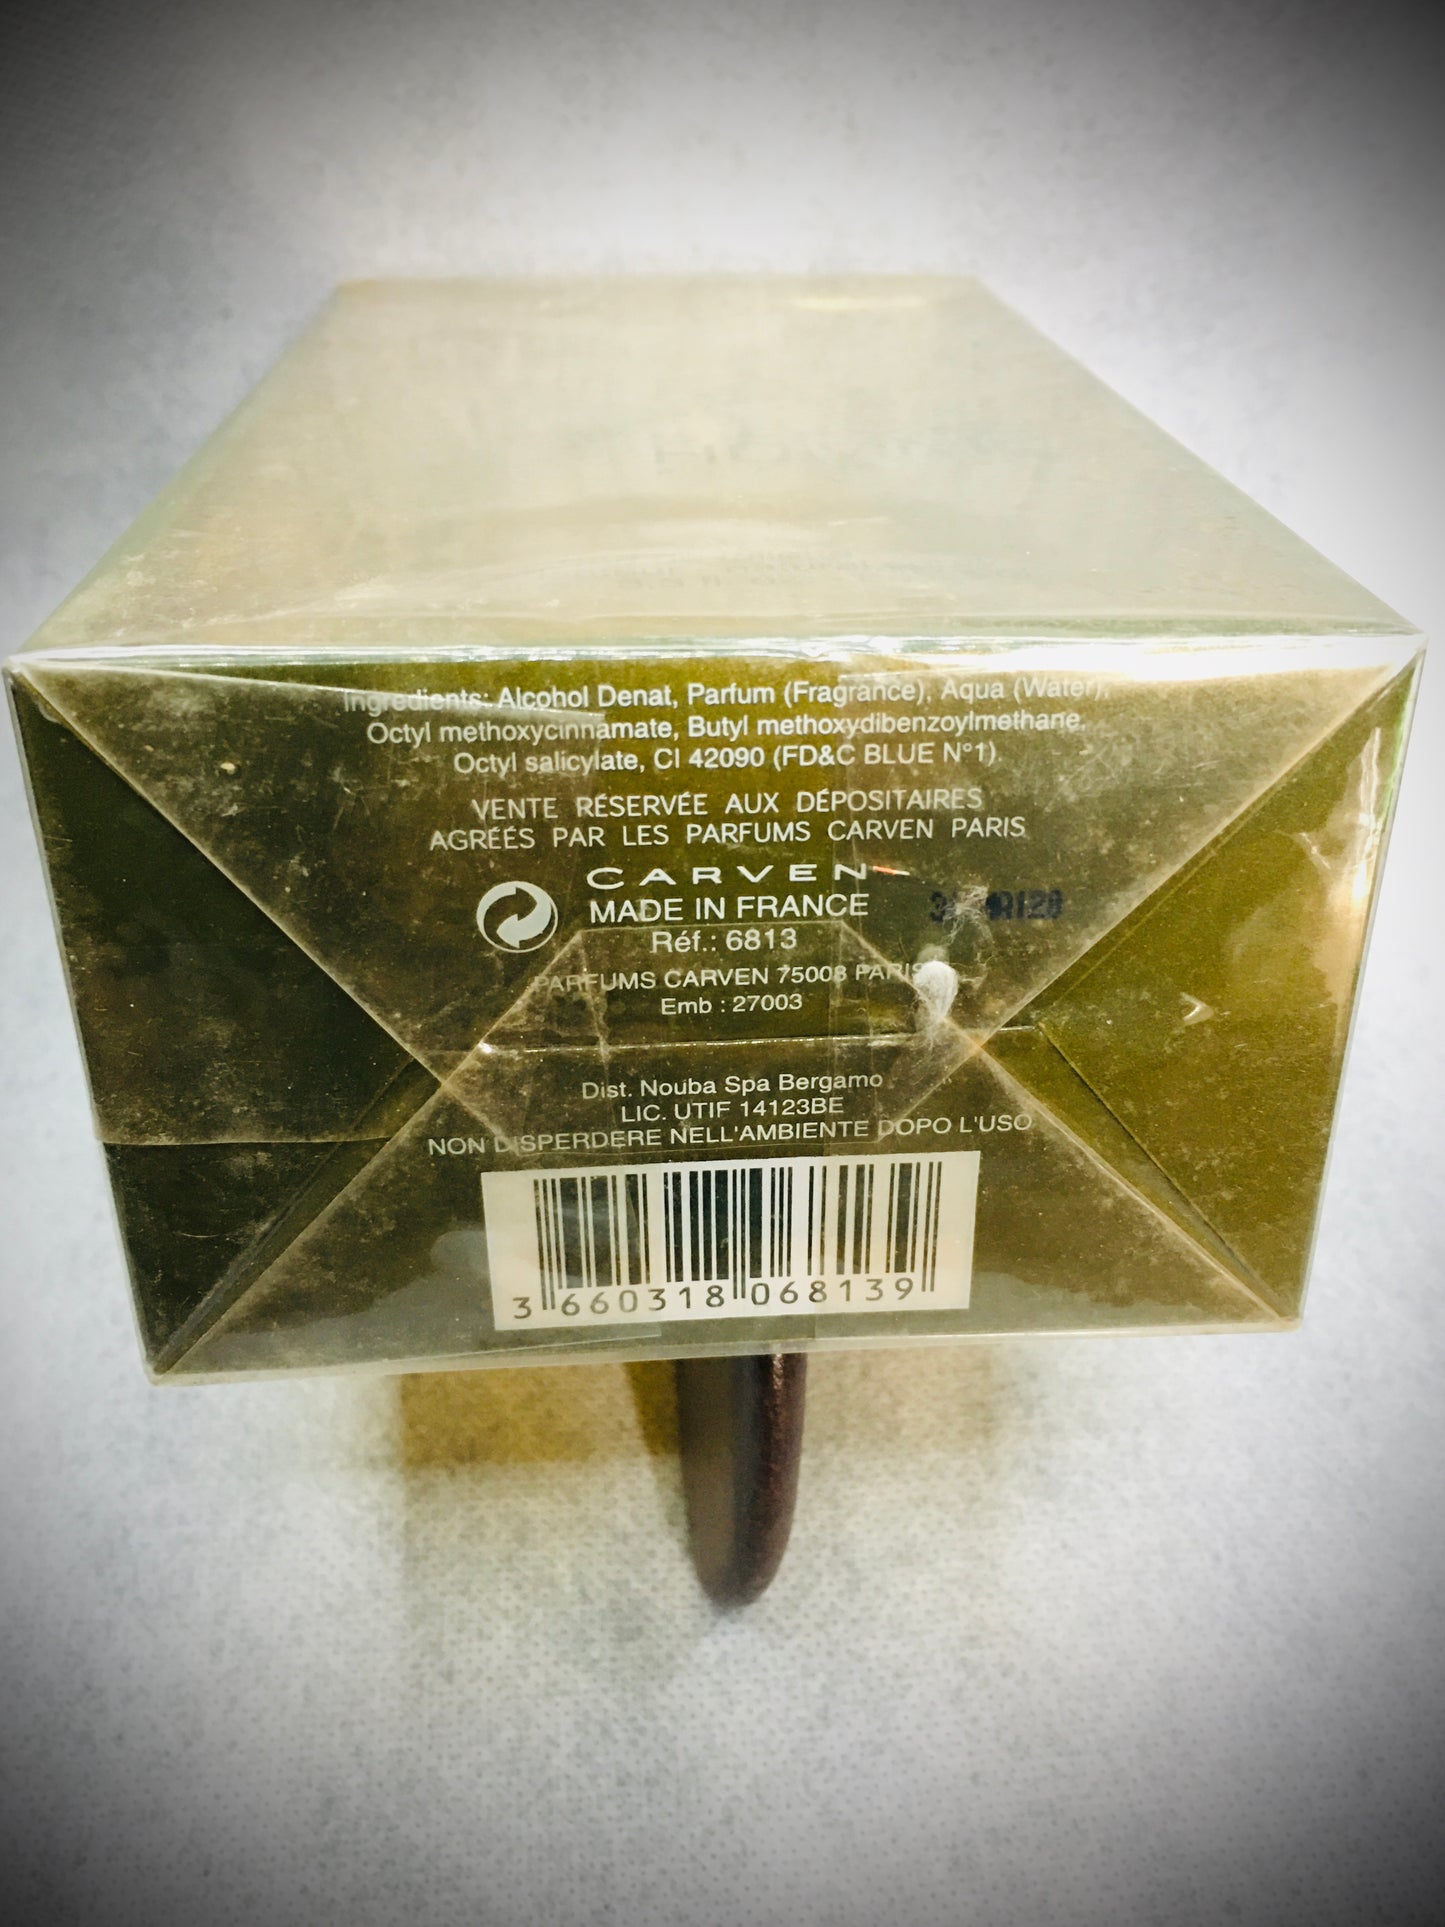 Ingredients: Alcohol Denat, Parfum (Fragrance), Aqua (Water),
Octyl methoxycinnamate, Butyl methoxydibenzoylmethane,
Octyl salicylate, CI 42090 (FD&C BLUE N°1).
VENTE RÉSERVÉE AUX DÉPOSITAIRES
AGRÉÉS PAR LES PARFUMS CARVEN PARIS
CARVEN
MADE IN FRANCE
Réf.: 6813
PARFUMS CARVEN 75008 PARIS
Emb : 27003
Dist. Nouba Spa Bergamo
LIC. UTIF 14123BE
NON DISPERDERE NELL'AMBIENTE DOPO L'USO
3 660318 068139